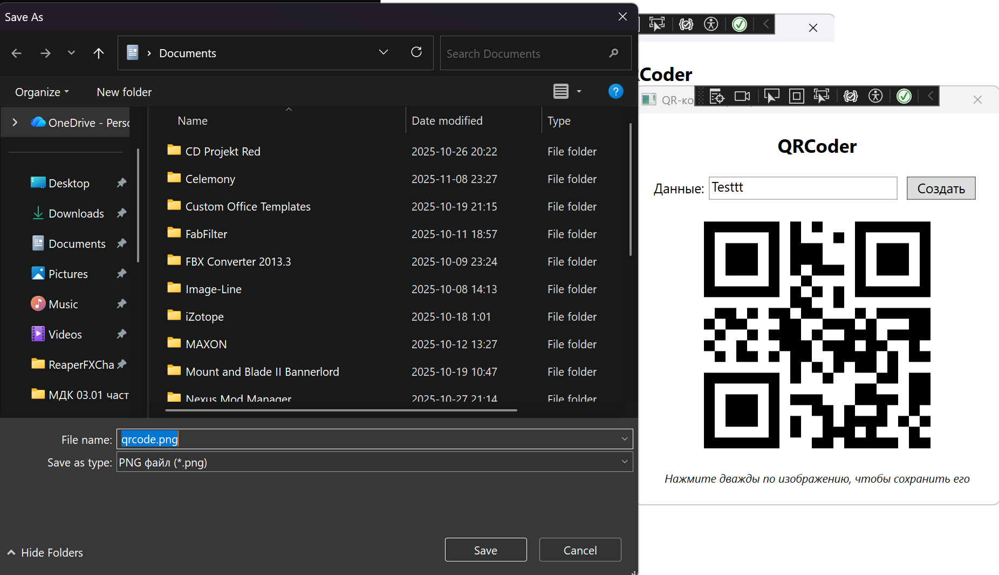 Save As
Documents
Search Documents
Organize
New folder
?
Name
Date modified
Type
OneDrive - Perso
Desktop
Downloads
Documents
Pictures
Music
Videos
ReaperFXCha
МДК 03.01 част
CD Projekt Red 2025-10-26 20:22 File folder
Celemony 2025-11-08 23:27 File folder
Custom Office Templates 2025-10-19 21:15 File folder
FabFilter 2025-10-11 18:57 File folder
FBX Converter 2013.3 2025-10-09 23:24 File folder
Image-Line 2025-10-08 14:13 File folder
iZotope 2025-10-18 1:01 File folder
MAXON 2025-10-12 13:27 File folder
Mount and Blade II Bannerlord 2025-10-19 10:47 File folder
Nexus Mod Manager 2025-10-27 21:14 File folder
File name: qrcode.png
Save as type: PNG файл (*.png)
Hide Folders
Save
Cancel
RCoder
QR-ко
QRCoder
Данные: Testtt Создать
Нажмите дважды по изображению, чтобы сохранить его